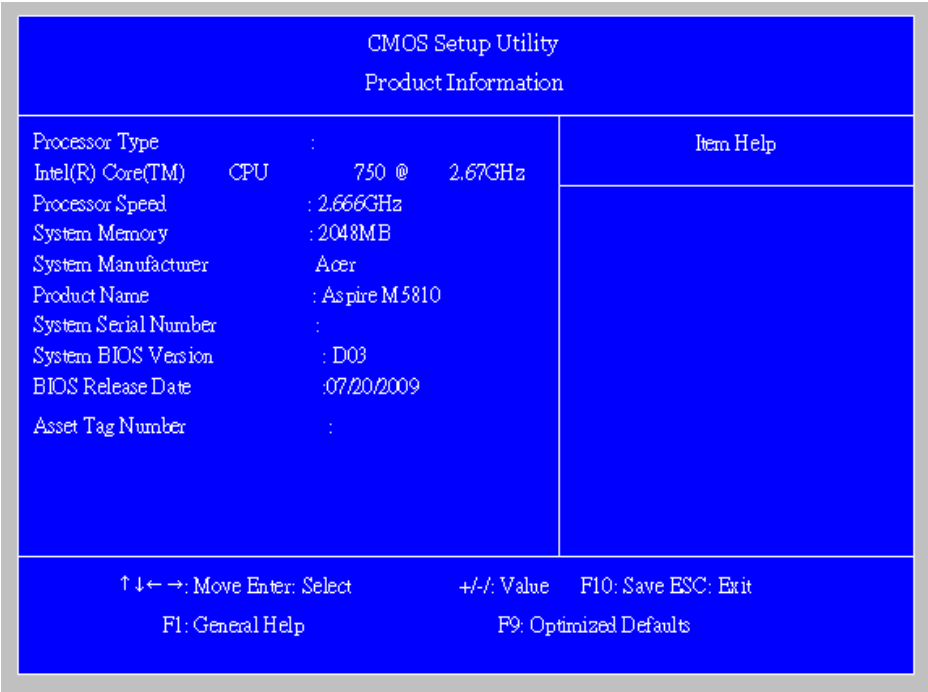 CMOS Setup Utility
Product Information
Processor Type :
Intel(R) Core(TM) CPU 750 @ 2.67GHz
Processor Speed : 2.666GHz
System Memory : 2048MB
System Manufacturer Acer
Product Name : Aspire M5810
System Serial Number :
System BIOS Version : D03
BIOS Release Date :07/20/2009
Asset Tag Number :
Item Help
↑↓←→: Move Enter: Select +/-/: Value F10: Save ESC: Exit
F1: General Help F9: Optimized Defaults